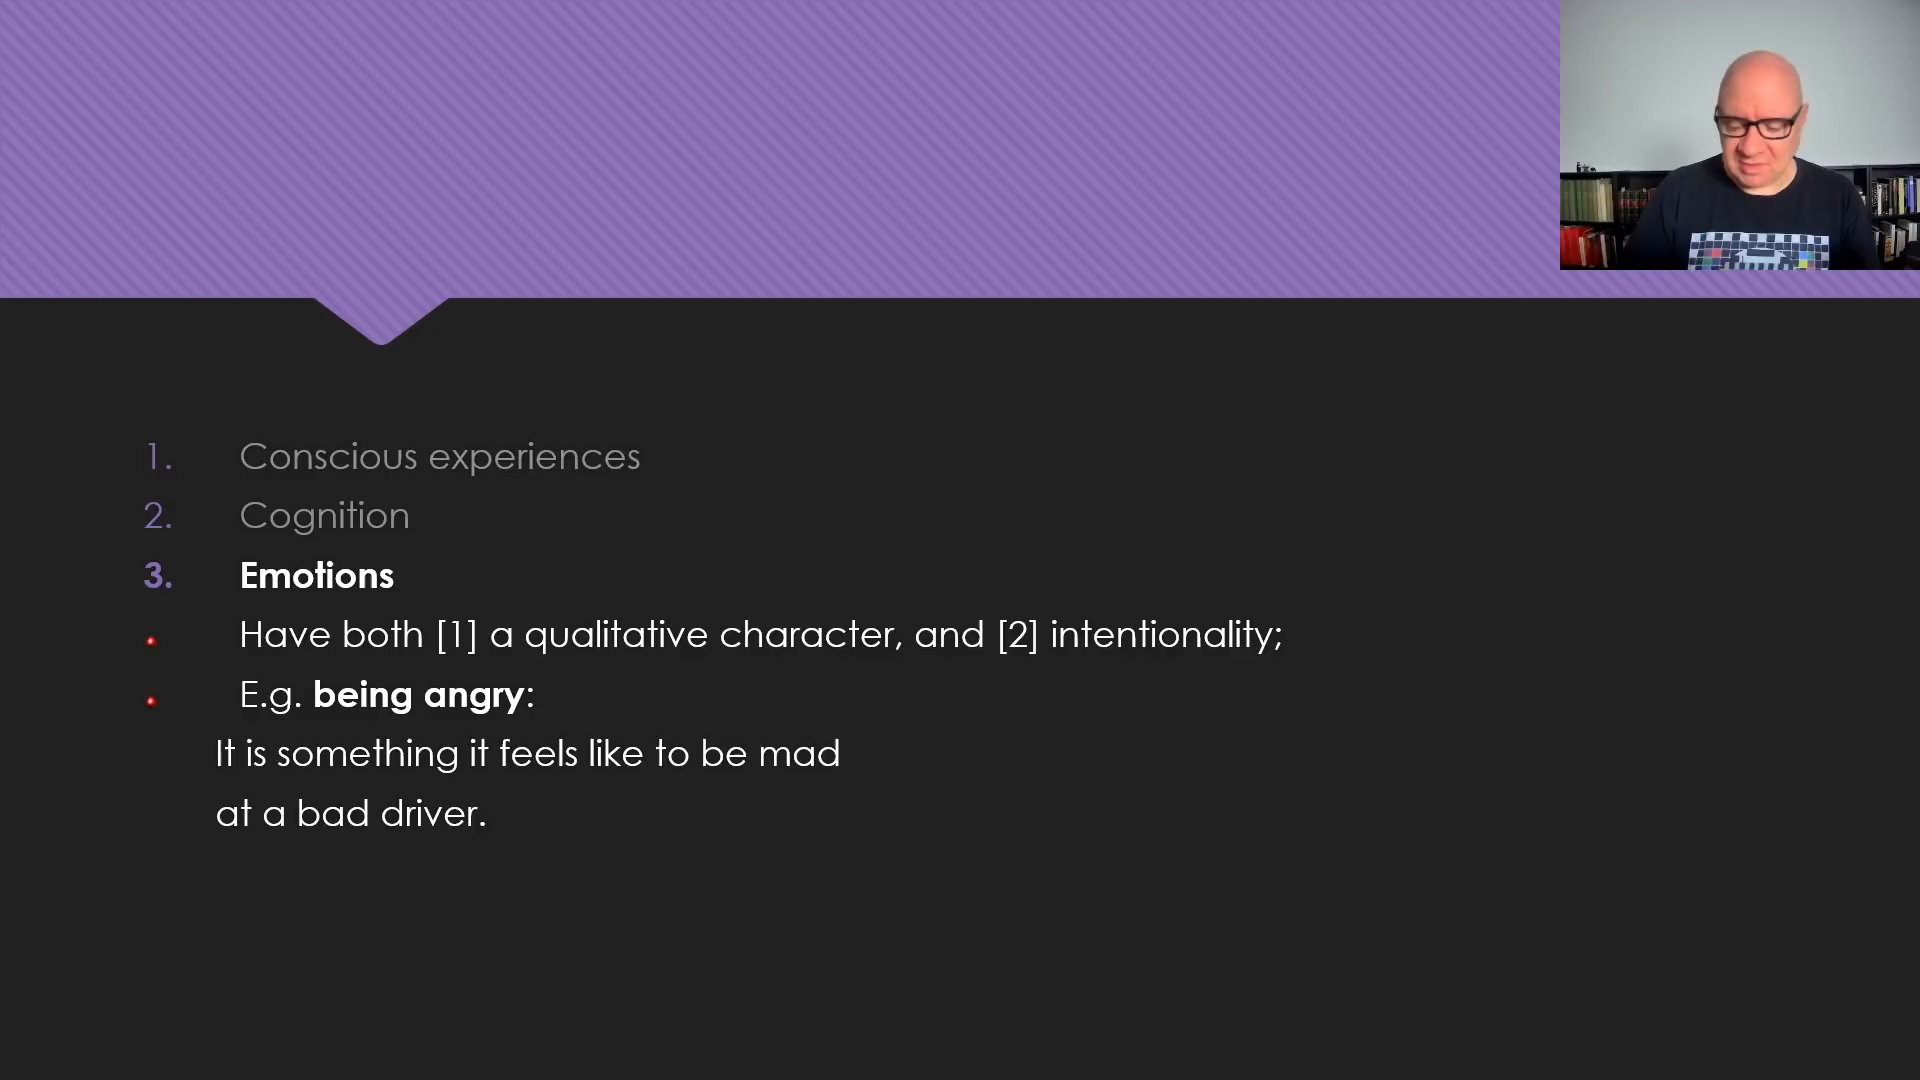 1. Conscious experiences
2. Cognition
3. Emotions
Have both [1] a qualitative character, and [2] intentionality;
E.g. being angry:
It is something it feels like to be mad
at a bad driver.